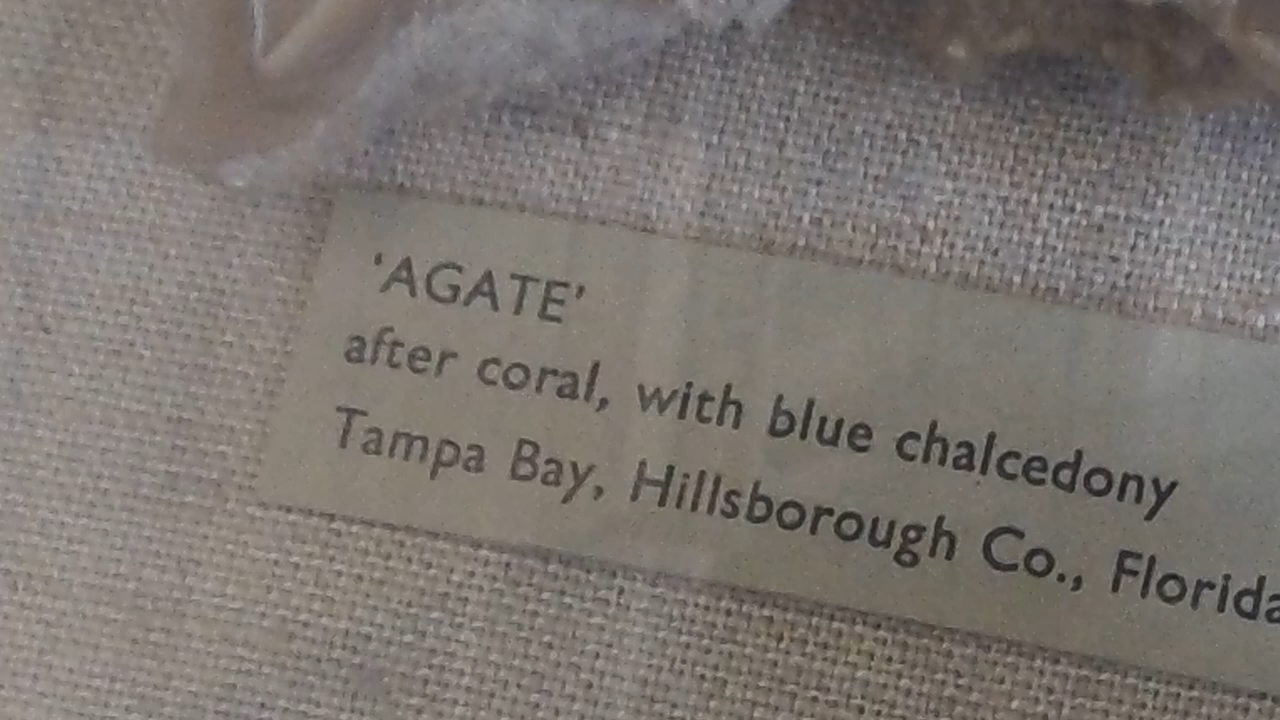 ‘AGATE’
after coral, with blue chalcedony
Tampa Bay, Hillsborough Co., Florida